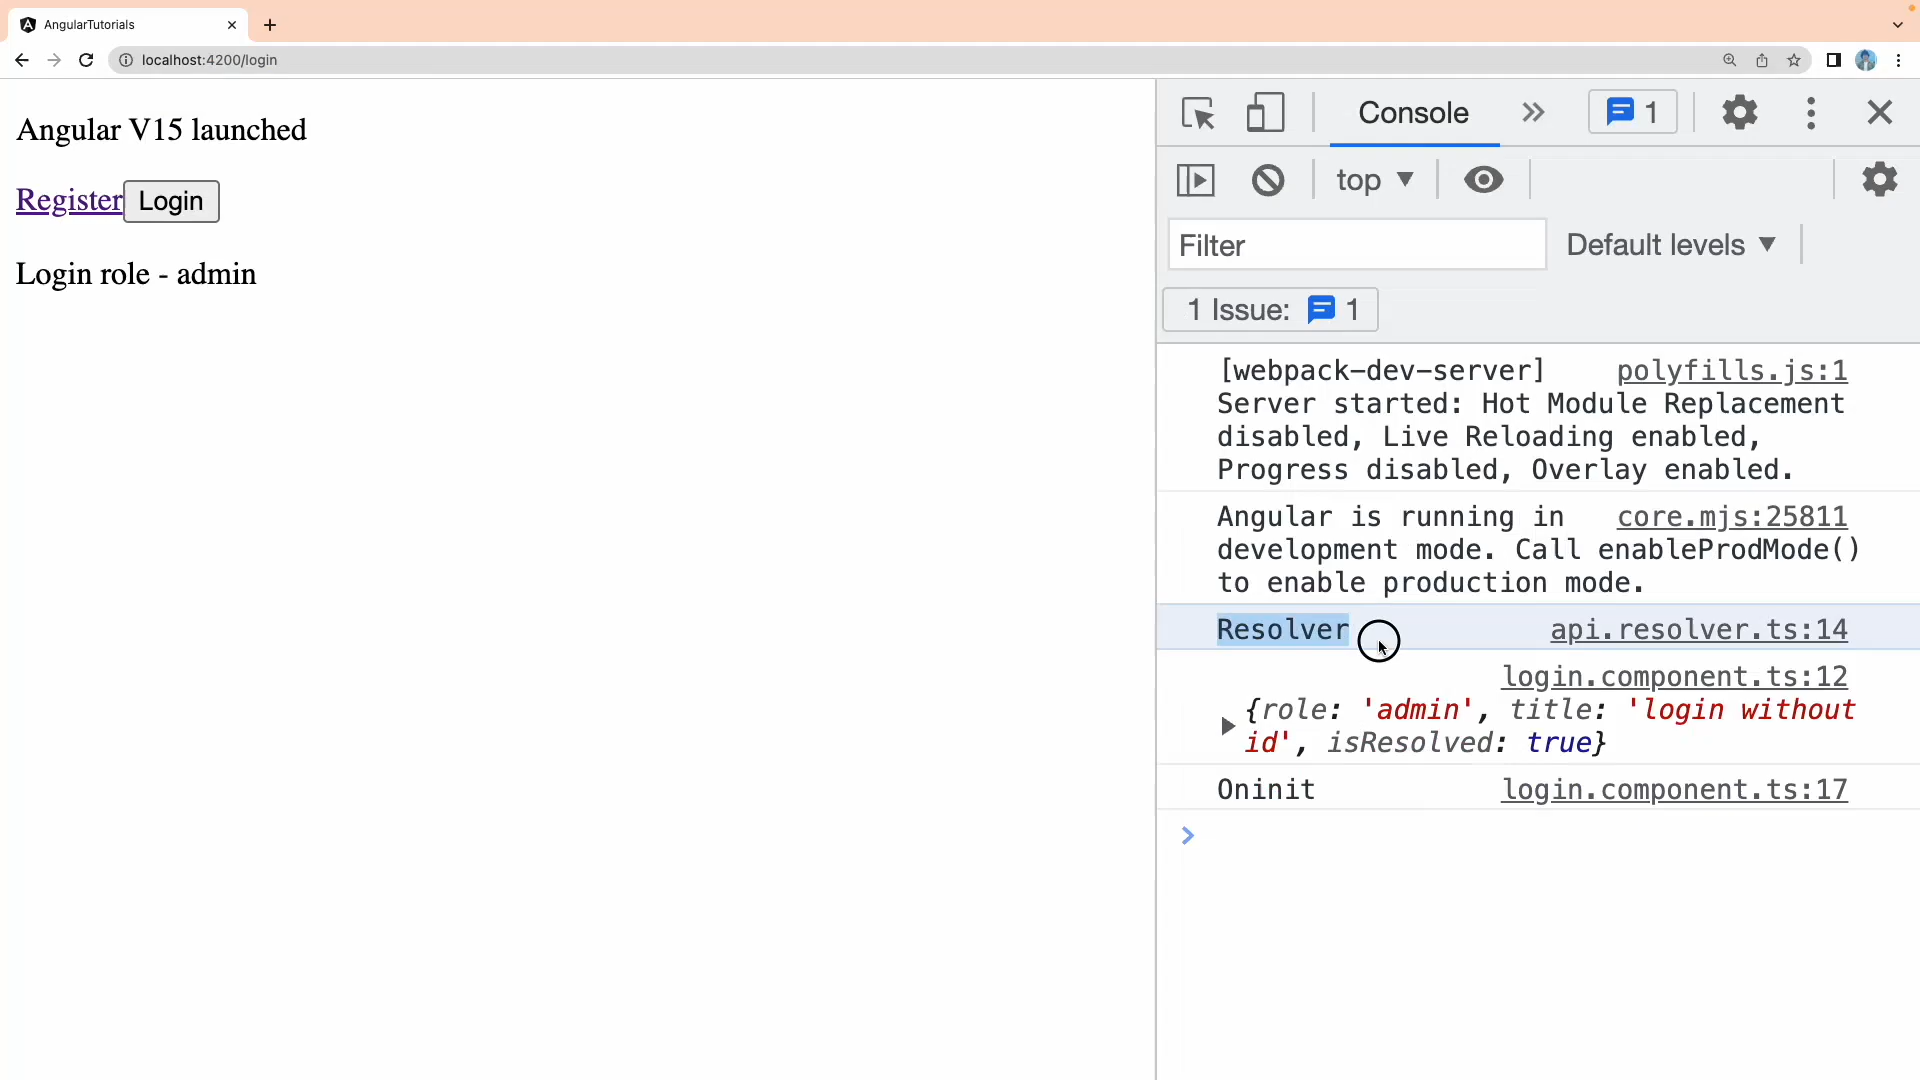 AngularTutorials
localhost:4200/login
Angular V15 launched
Register Login
Login role - admin
Console 1
top
Filter Default levels
1 Issue: 1
[webpack-dev-server] polyfills.js:1
Server started: Hot Module Replacement
disabled, Live Reloading enabled,
Progress disabled, Overlay enabled.
Angular is running in core.mjs:25811
development mode. Call enableProdMode()
to enable production mode.
Resolver api.resolver.ts:14
login.component.ts:12
{role: 'admin', title: 'login without
id', isResolved: true}
Oninit login.component.ts:17